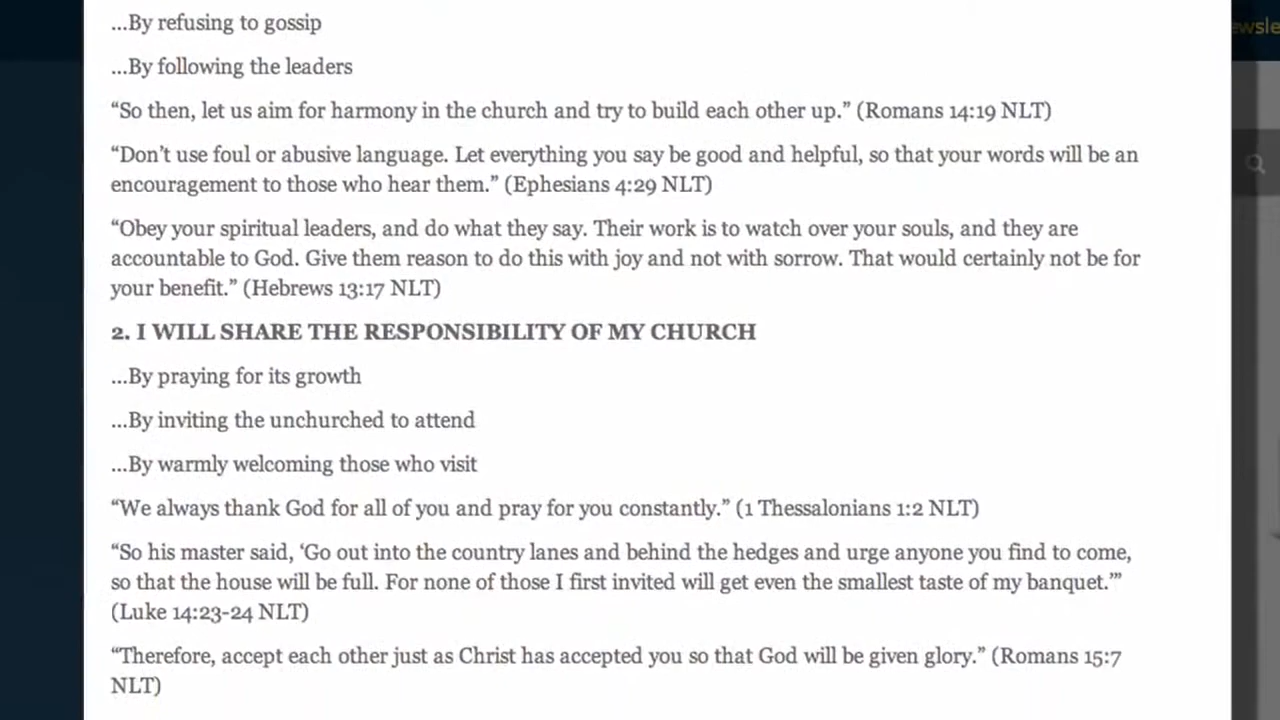 ...By refusing to gossip
...By following the leaders
“So then, let us aim for harmony in the church and try to build each other up.” (Romans 14:19 NLT)
“Don’t use foul or abusive language. Let everything you say be good and helpful, so that your words will be an
encouragement to those who hear them.” (Ephesians 4:29 NLT)
“Obey your spiritual leaders, and do what they say. Their work is to watch over your souls, and they are
accountable to God. Give them reason to do this with joy and not with sorrow. That would certainly not be for
your benefit.” (Hebrews 13:17 NLT)
2. I WILL SHARE THE RESPONSIBILITY OF MY CHURCH
...By praying for its growth
...By inviting the unchurched to attend
...By warmly welcoming those who visit
“We always thank God for all of you and pray for you constantly.” (1 Thessalonians 1:2 NLT)
“So his master said, ‘Go out into the country lanes and behind the hedges and urge anyone you find to come,
so that the house will be full. For none of those I first invited will get even the smallest taste of my banquet.’”
(Luke 14:23-24 NLT)
“Therefore, accept each other just as Christ has accepted you so that God will be given glory.” (Romans 15:7
NLT)